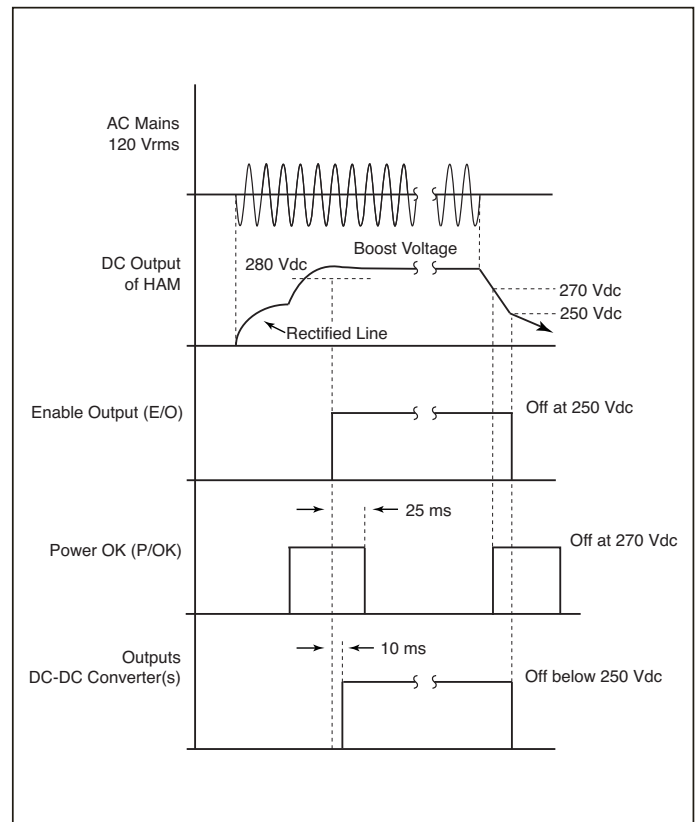 AC Mains
120 Vrms
Boost Voltage
DC Output
of HAM
280 Vdc
270 Vdc
250 Vdc
Rectified Line
Enable Output (E/O)
Off at 250 Vdc
25 ms
Power OK (P/OK)
Off at 270 Vdc
10 ms
Outputs
DC-DC Converter(s)
Off below 250 Vdc